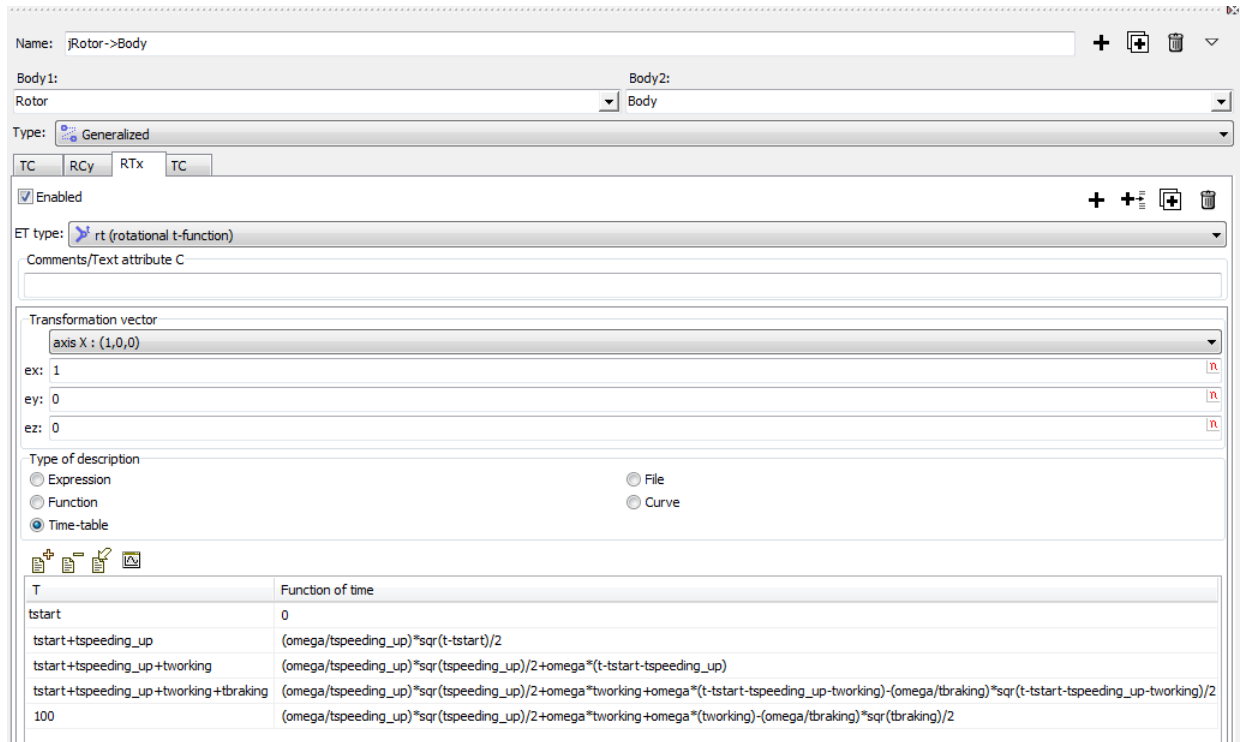 Name: jRotor->Body
Body1: Body2:
Rotor Body
Type: Generalized
TC RCy RTx TC
Enabled
ET type: rt (rotational t-function)
Comments/Text attribute C
Transformation vector
axis X : (1,0,0)
ex: 1 n
ey: 0 n
ez: 0 n
Type of description
Expression File
Function Curve
Time-table
T Function of time
tstart 0
tstart+tspeeding_up (omega/tspeeding_up)*sqr(t-tstart)/2
tstart+tspeeding_up+tworking (omega/tspeeding_up)*sqr(tspeeding_up)/2+omega*(t-tstart-tspeeding_up)
tstart+tspeeding_up+tworking+tbraking (omega/tspeeding_up)*sqr(tspeeding_up)/2+omega*tworking+omega*(t-tstart-tspeeding_up-tworking)-(omega/tbraking)*sqr(t-tstart-tspeeding_up-tworking)/2
100 (omega/tspeeding_up)*sqr(tspeeding_up)/2+omega*tworking+omega*(tworking)-(omega/tbraking)*sqr(tbraking)/2